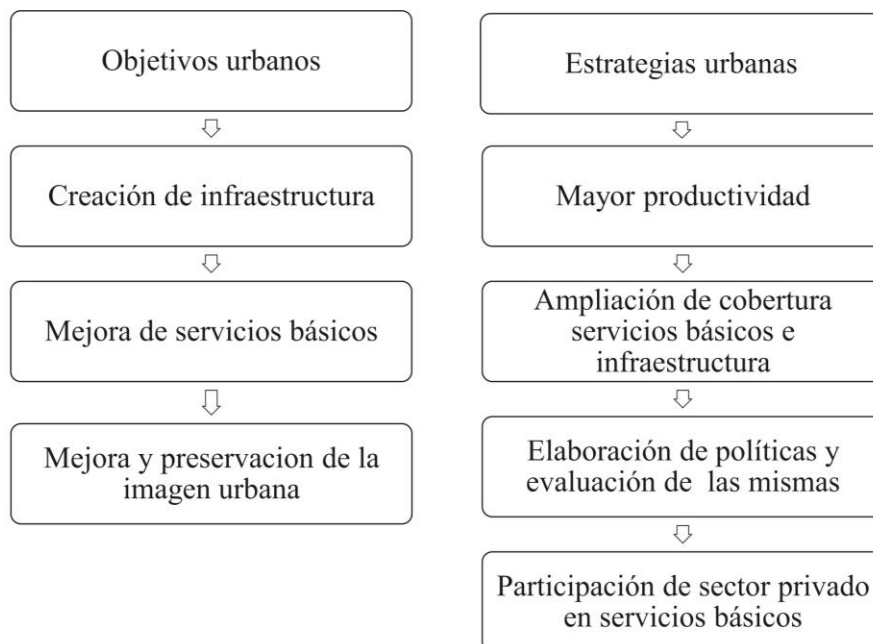 Objetivos urbanos
Creación de infraestructura
Mejora de servicios básicos
Mejora y preservacion de la
imagen urbana
Estrategias urbanas
Mayor productividad
Ampliación de cobertura
servicios básicos e
infraestructura
Elaboración de políticas y
evaluación de las mismas
Participación de sector privado
en servicios básicos